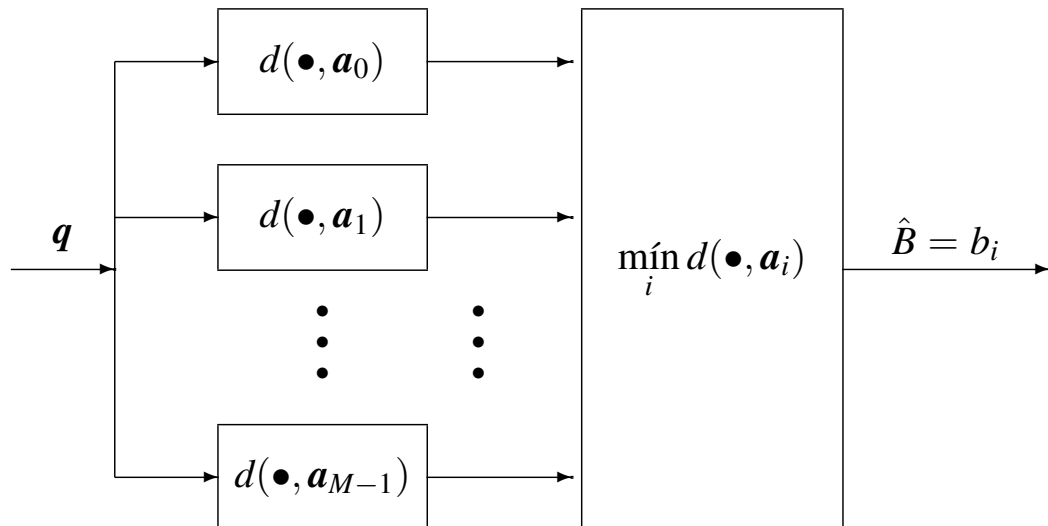 d(•, a₀)
d(•, a₁)
q
mín d(•, aᵢ)
i
B̂ = bᵢ
d(•, a_{M−1})